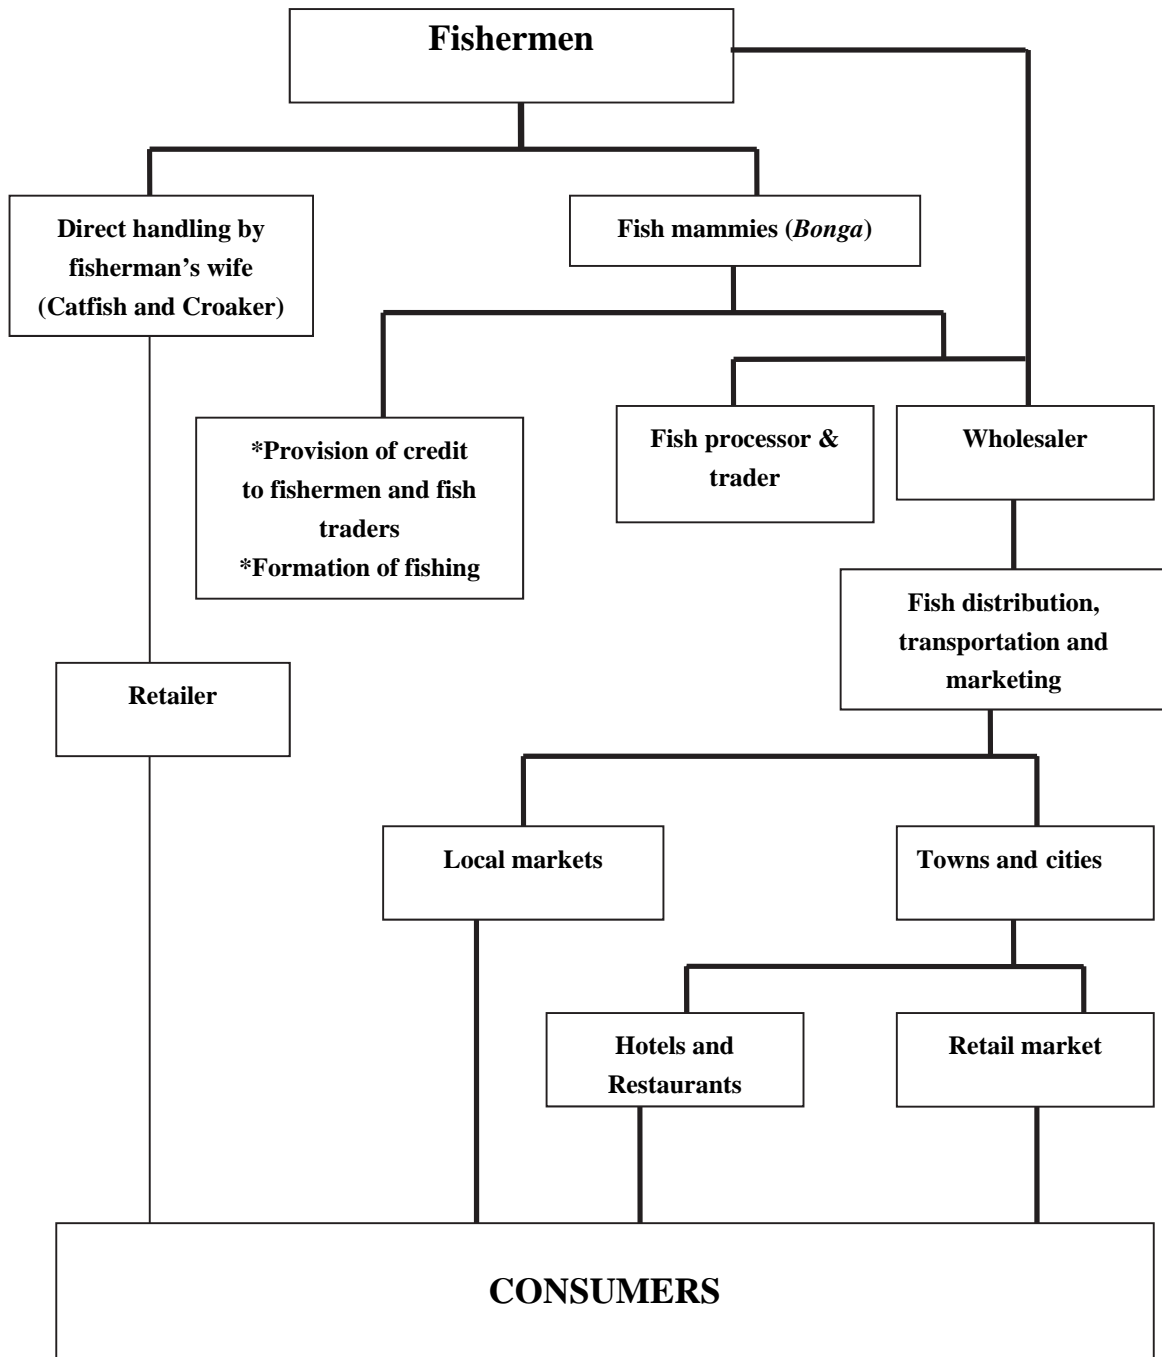 Fishermen
Direct handling by
fisherman’s wife
(Catfish and Croaker)
Fish mammies (Bonga)
*Provision of credit
to fishermen and fish
traders
*Formation of fishing
Fish processor &
trader
Wholesaler
Fish distribution,
transportation and
marketing
Retailer
Local markets
Towns and cities
Hotels and
Restaurants
Retail market
CONSUMERS